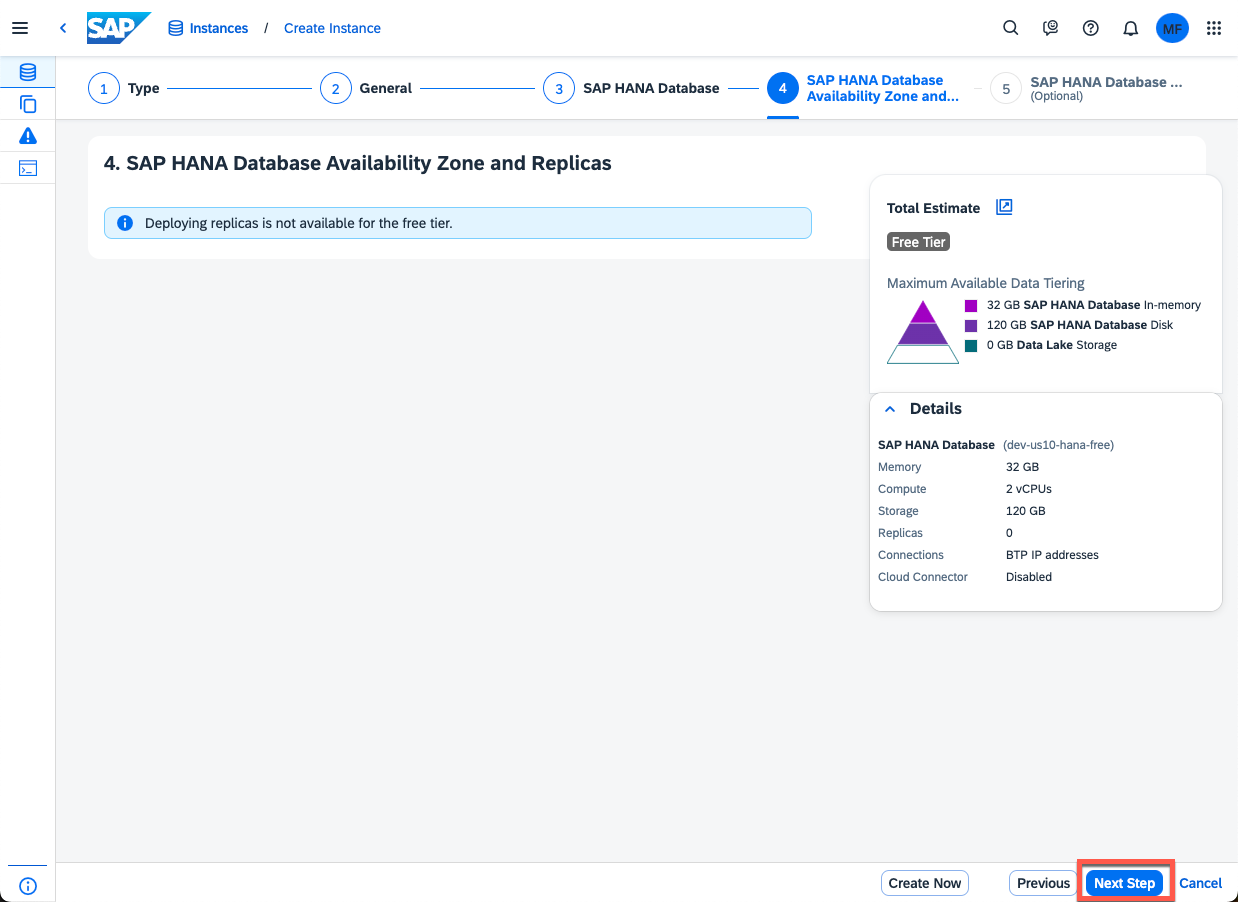 SAP Instances / Create Instance MF
1 Type 2 General 3 SAP HANA Database 4 SAP HANA Database
Availability Zone and... 5 SAP HANA Database ...
(Optional)
4. SAP HANA Database Availability Zone and Replicas
Deploying replicas is not available for the free tier.
Total Estimate
Free Tier
Maximum Available Data Tiering
32 GB SAP HANA Database In-memory
120 GB SAP HANA Database Disk
0 GB Data Lake Storage
Details
SAP HANA Database (dev-us10-hana-free)
Memory 32 GB
Compute 2 vCPUs
Storage 120 GB
Replicas 0
Connections BTP IP addresses
Cloud Connector Disabled
Create Now Previous Next Step Cancel